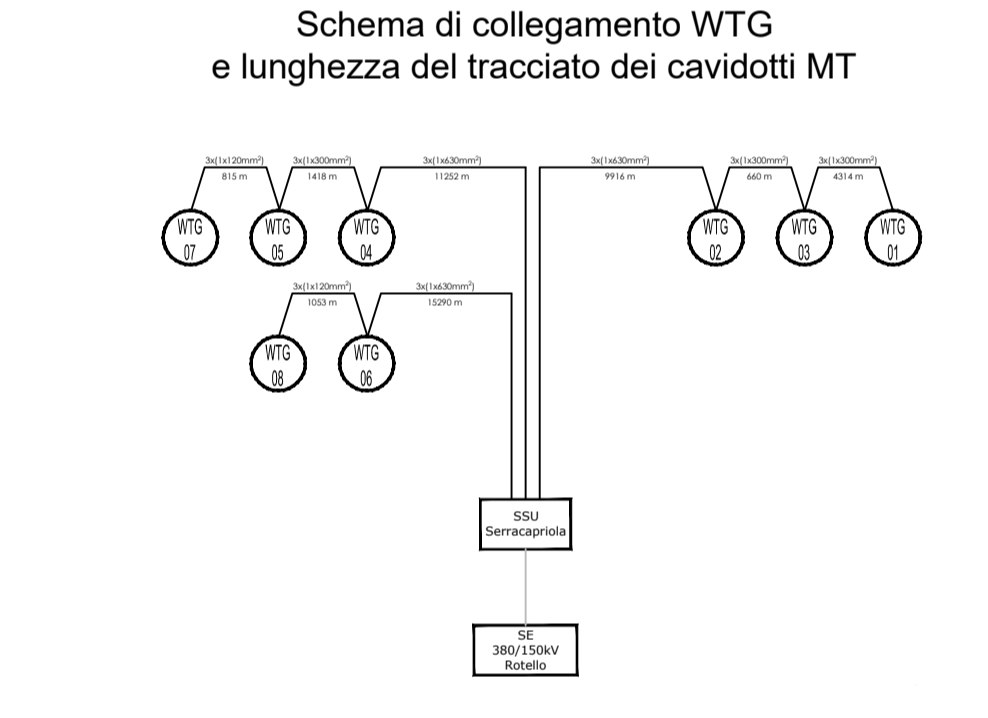 Schema di collegamento WTG
e lunghezza del tracciato dei cavidotti MT
3x(1x120mm²)
815 m
3x(1x300mm²)
1418 m
3x(1x630mm²)
11252 m
3x(1x630mm²)
9916 m
3x(1x300mm²)
660 m
3x(1x300mm²)
4314 m
WTG
07
WTG
05
WTG
04
WTG
02
WTG
03
WTG
01
3x(1x120mm²)
1053 m
3x(1x630mm²)
15290 m
WTG
08
WTG
06
SSU
Serracapriola
SE
380/150kV
Rotello